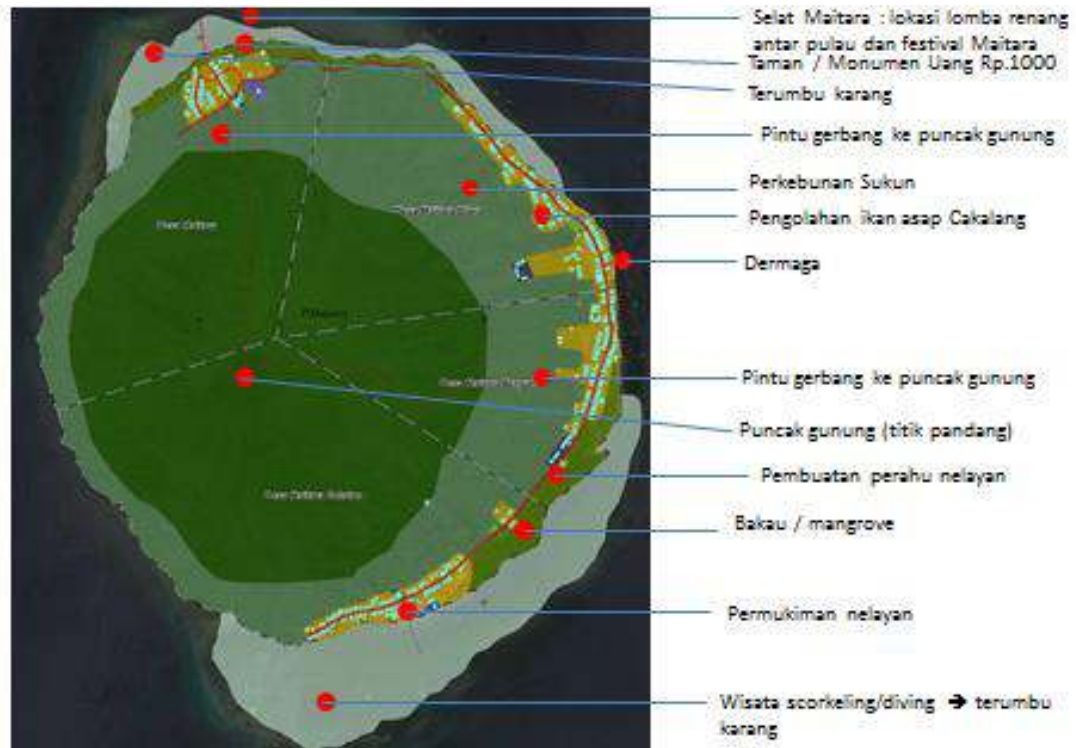 Selat Maitara : lokasi lomba renang
antar pulau dan festival Maitara
Taman / Monumen Uang Rp.1000
Terumbu karang
Pintu gerbang ke puncak gunung
Perkebunan Sukun
Pengolahan ikan asap Cakalang
Dermaga
Pintu gerbang ke puncak gunung
Puncak gunung (titik pandang)
Pembuatan perahu nelayan
Bakau / mangrove
Permukiman nelayan
Wisata scorkeling/diving → terumbu
karang